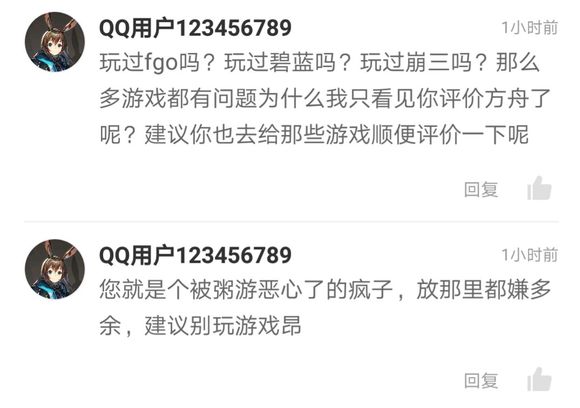 QQ用户123456789
1小时前
玩过fgo吗？玩过碧蓝吗？玩过崩三吗？那么
多游戏都有问题为什么我只看见你评价方舟了
呢？建议你也去给那些游戏顺便评价一下呢
回复
QQ用户123456789
1小时前
您就是个被粥游恶心了的疯子，放那里都嫌多
余，建议别玩游戏昂
回复